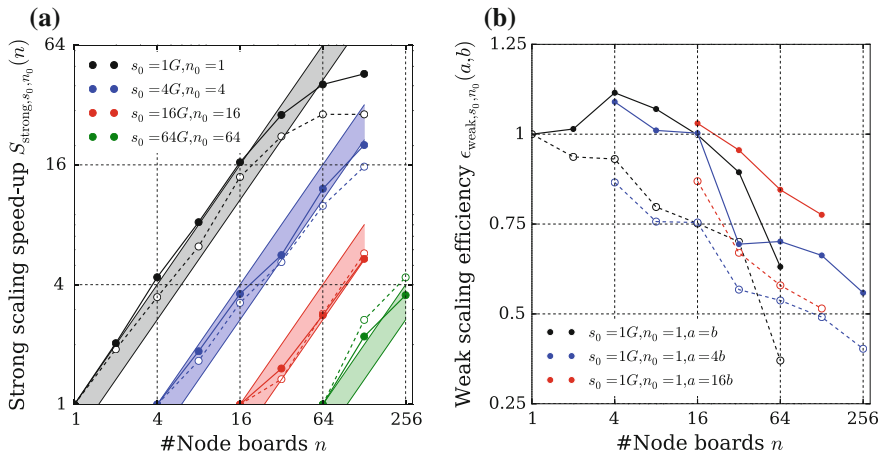 (a)
Strong scaling speed-up S_strong,s₀,n₀(n)
64
16
4
1
s₀ =1G,n₀ =1
s₀ =4G,n₀ =4
s₀ =16G,n₀ =16
s₀ =64G,n₀ =64
1 4 16 64 256
#Node boards n
(b)
Weak scaling efficiency ϵ_weak,s₀,n₀(a,b)
1.25
1
0.75
0.5
0.25
s₀ =1G,n₀ =1,a=b
s₀ =1G,n₀ =1,a=4b
s₀ =1G,n₀ =1,a=16b
1 4 16 64 256
#Node boards n